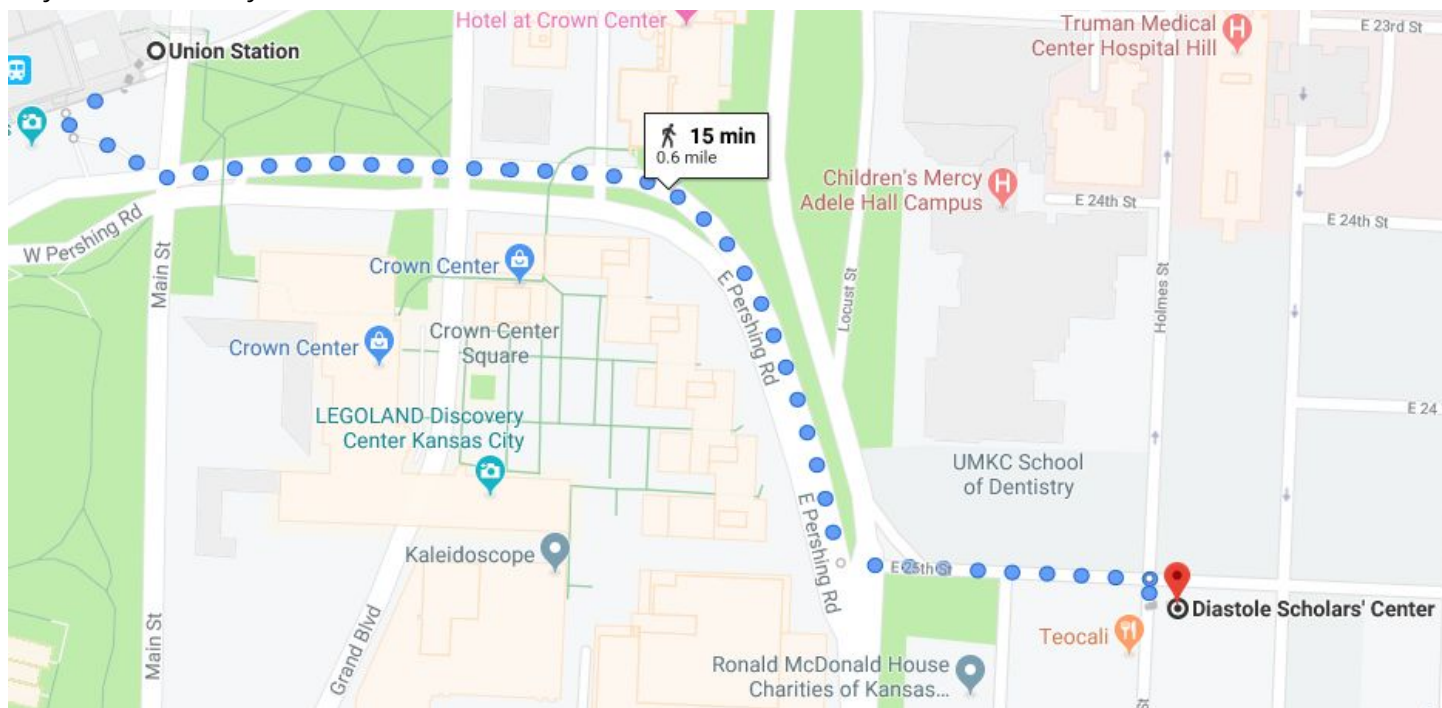 Hotel at Crown Center
Truman Medical
Center Hospital Hill
E 23rd St
Union Station
15 min
0.6 mile
Children's Mercy
Adele Hall Campus
E 24th St
E 24th St
W Pershing Rd
Main St
Crown Center
E Pershing Rd
Locust St
Holmes St
Crown Center
Crown Center
Square
LEGOLAND Discovery
Center Kansas City
E 24
UMKC School
of Dentistry
E Pershing Rd
Kaleidoscope
E 25th St
Diastole Scholars' Center
Teocali
Main St
Grand Blvd
Ronald McDonald House
Charities of Kansas...
St